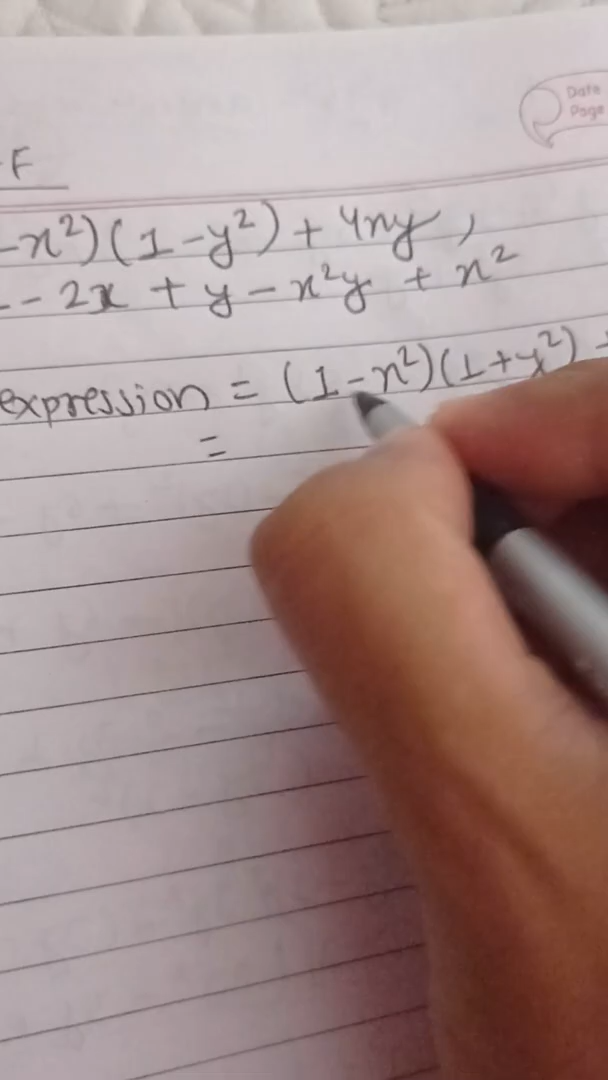 Date
Page
-F
-x²)(1-y²) + 4xy,
-2x + y - x²y + x²
expression = (1-x²)(1+y²) +
=